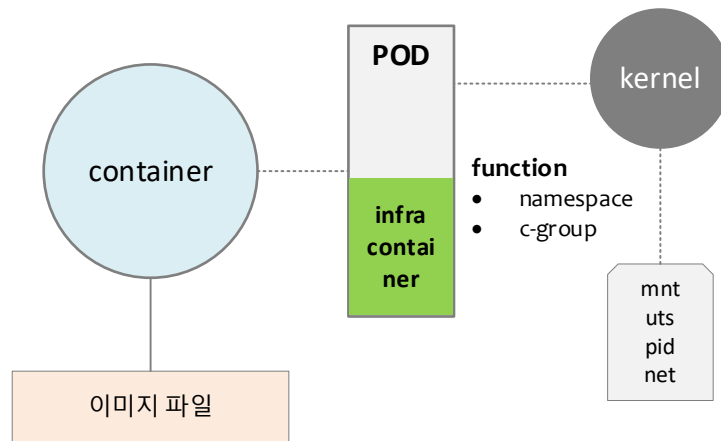 POD
kernel
container
function
• namespace
• c-group
infra
contai
ner
mnt
uts
pid
net
이미지 파일